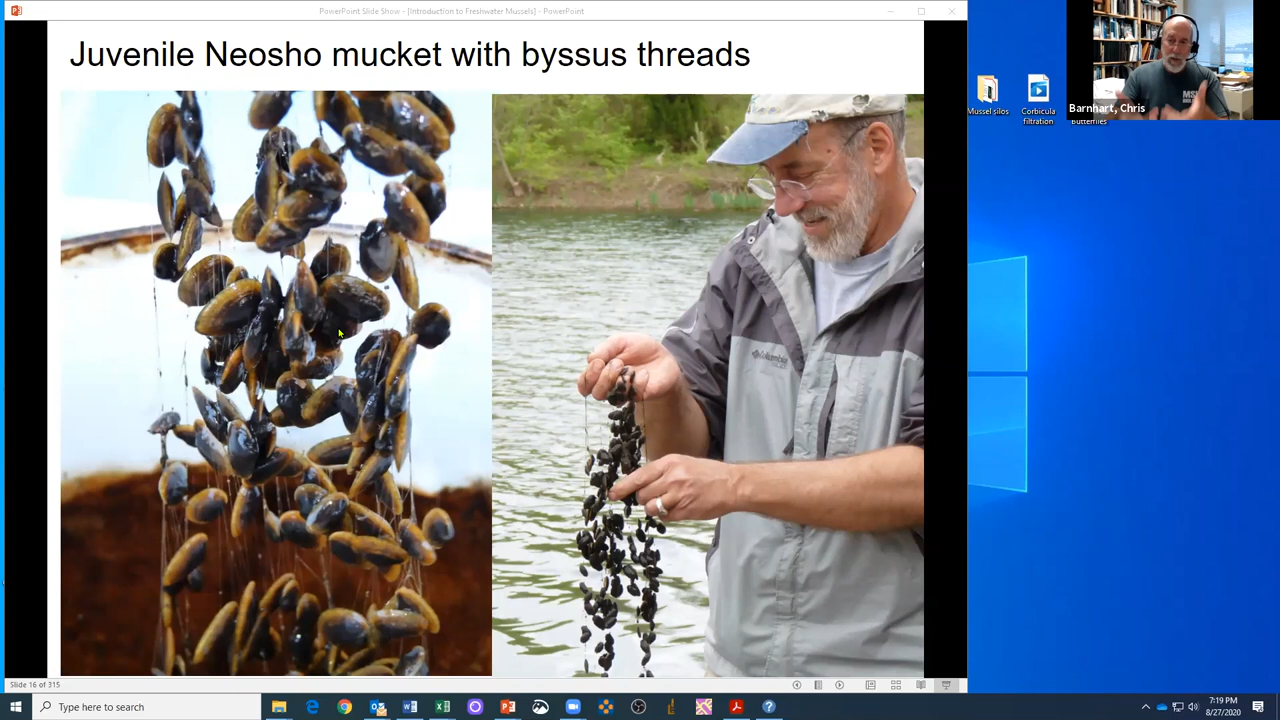 PowerPoint Slide Show - [Introduction to Freshwater Mussels] - PowerPoint
Juvenile Neosho mucket with byssus threads
Columbia
Barnhart, Chris
Mussel silos
Corbicula
filtration
Butterflies
Slide 16 of 315
Type here to search
7:19 PM
8/27/2020